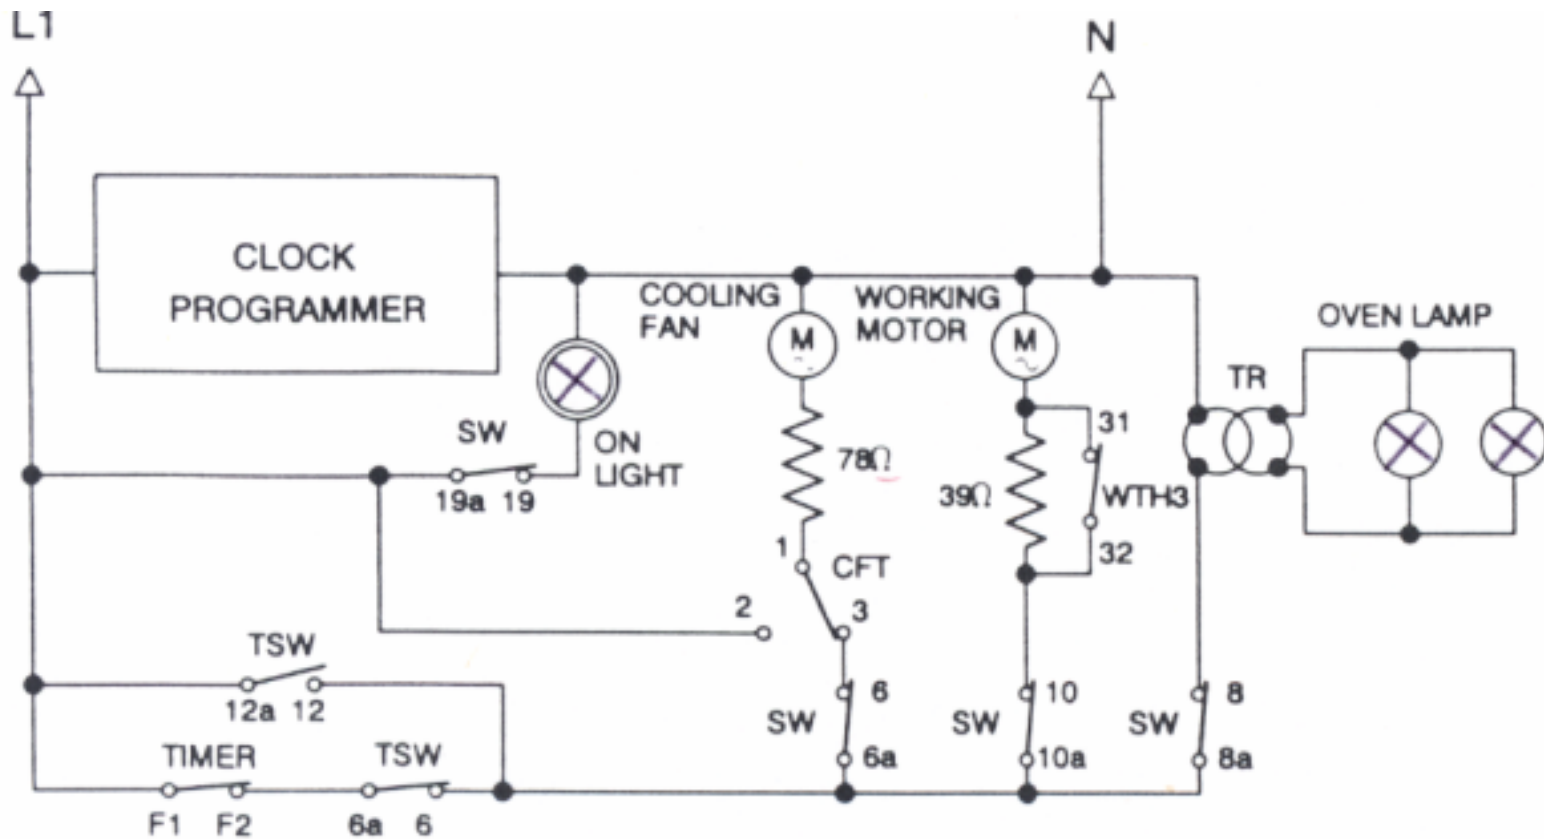 L1
N
CLOCK
PROGRAMMER
COOLING
FAN
M
WORKING
MOTOR
M
OVEN LAMP
TR
SW
19a 19
ON
LIGHT
78Ω
39Ω
31
WTH3
32
1
CFT
2
3
TSW
12a 12
SW
6
6a
SW
10
10a
SW
8
8a
TIMER
F1 F2
TSW
6a 6